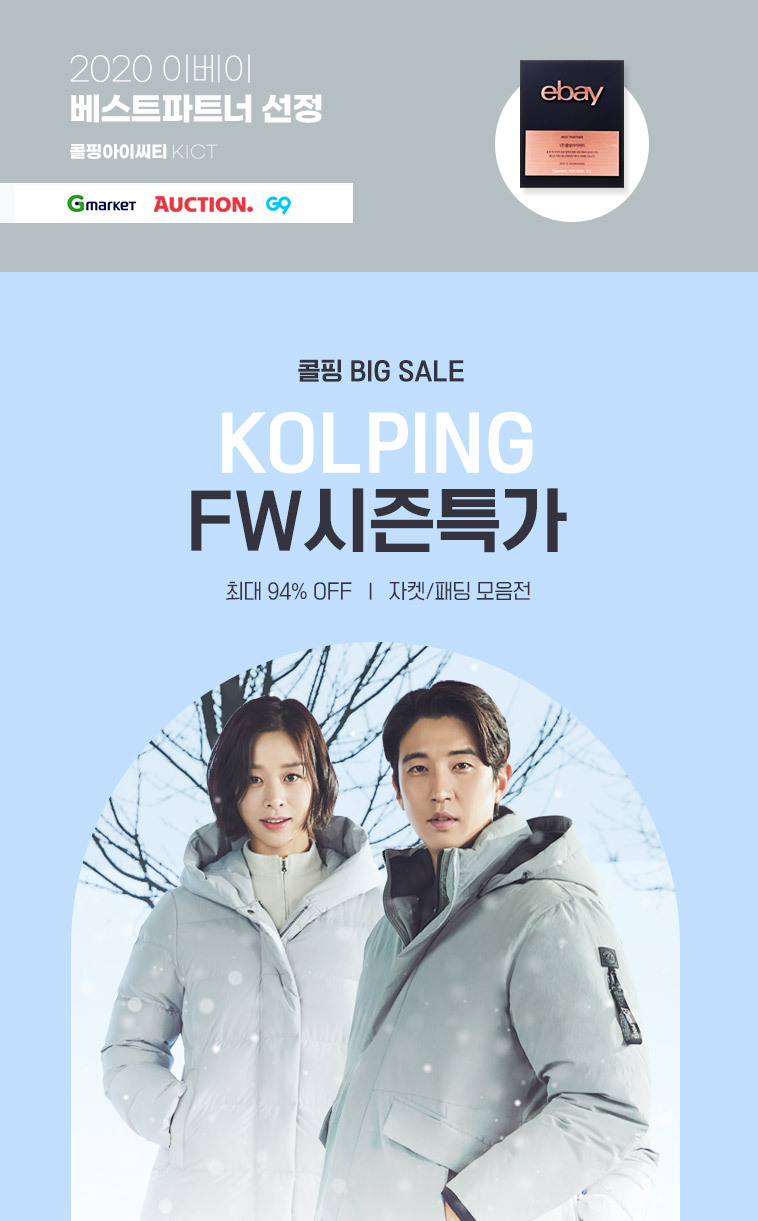 2020 이베이
베스트파트너 선정
콜핑아이씨티 KICT
Gmarket AUCTION. G9
ebay
콜핑 BIG SALE
KOLPING
FW시즌특가
최대 94% OFF | 자켓/패딩 모음전